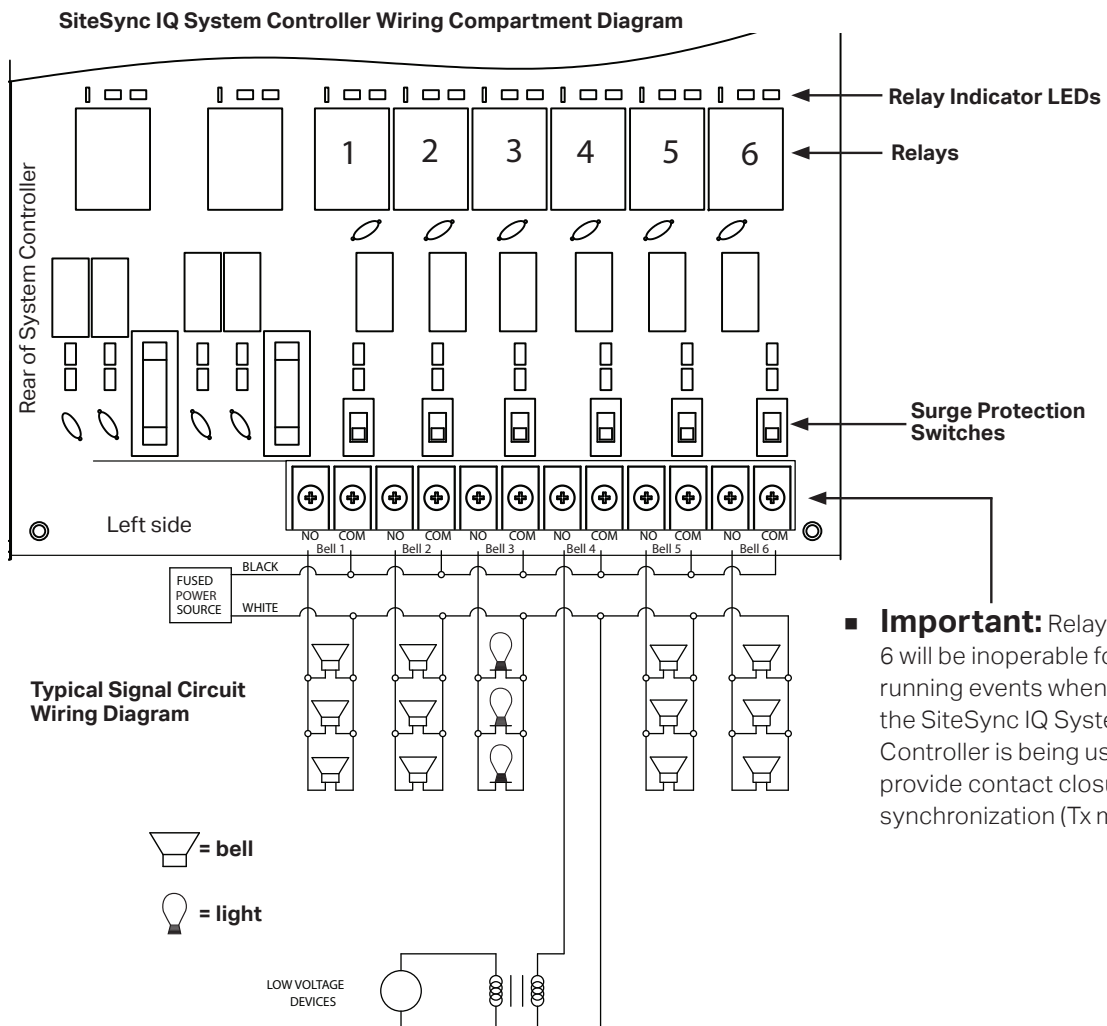 SiteSync IQ System Controller Wiring Compartment Diagram
Relay Indicator LEDs
1 2 3 4 5 6
Relays
Rear of System Controller
Surge Protection
Switches
Left side
NO COM NO COM NO COM NO COM NO COM NO COM
Bell 1 Bell 2 Bell 3 Bell 4 Bell 5 Bell 6
BLACK
FUSED
POWER
SOURCE
WHITE
Important: Relay
6 will be inoperable
running events when
the SiteSync IQ
Controller is being
provide contact
synchronization (Tx
Typical Signal Circuit
Wiring Diagram
= bell
= light
LOW VOLTAGE
DEVICES